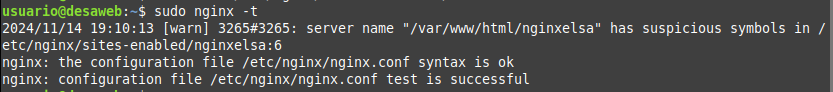 usuario@desaweb:~$ sudo nginx -t
2024/11/14 19:10:13 [warn] 3265#3265: server name "/var/www/html/nginxelsa" has suspicious symbols in /
etc/nginx/sites-enabled/nginxelsa:6
nginx: the configuration file /etc/nginx/nginx.conf syntax is ok
nginx: configuration file /etc/nginx/nginx.conf test is successful